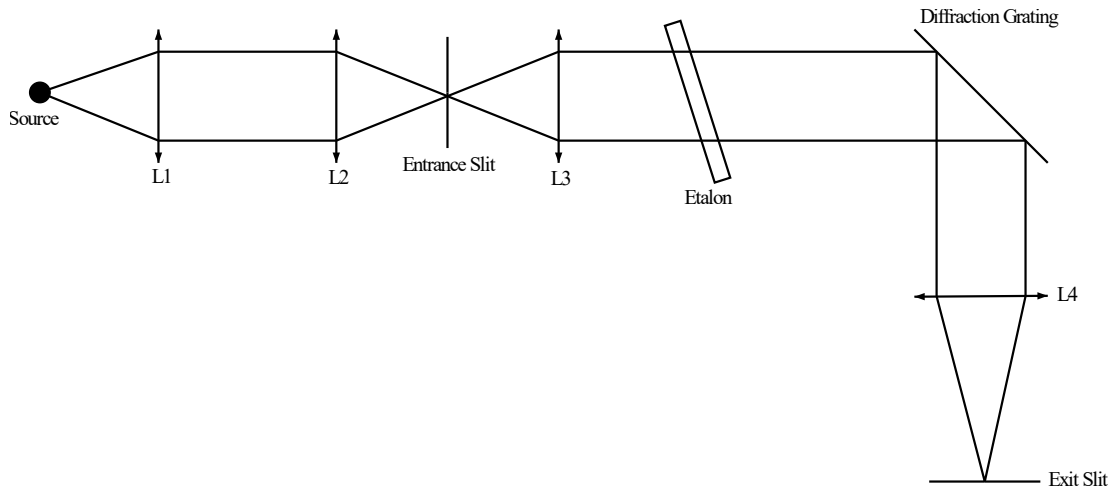 Diffraction Grating
Source
L1
L2
Entrance Slit
L3
Etalon
L4
Exit Slit